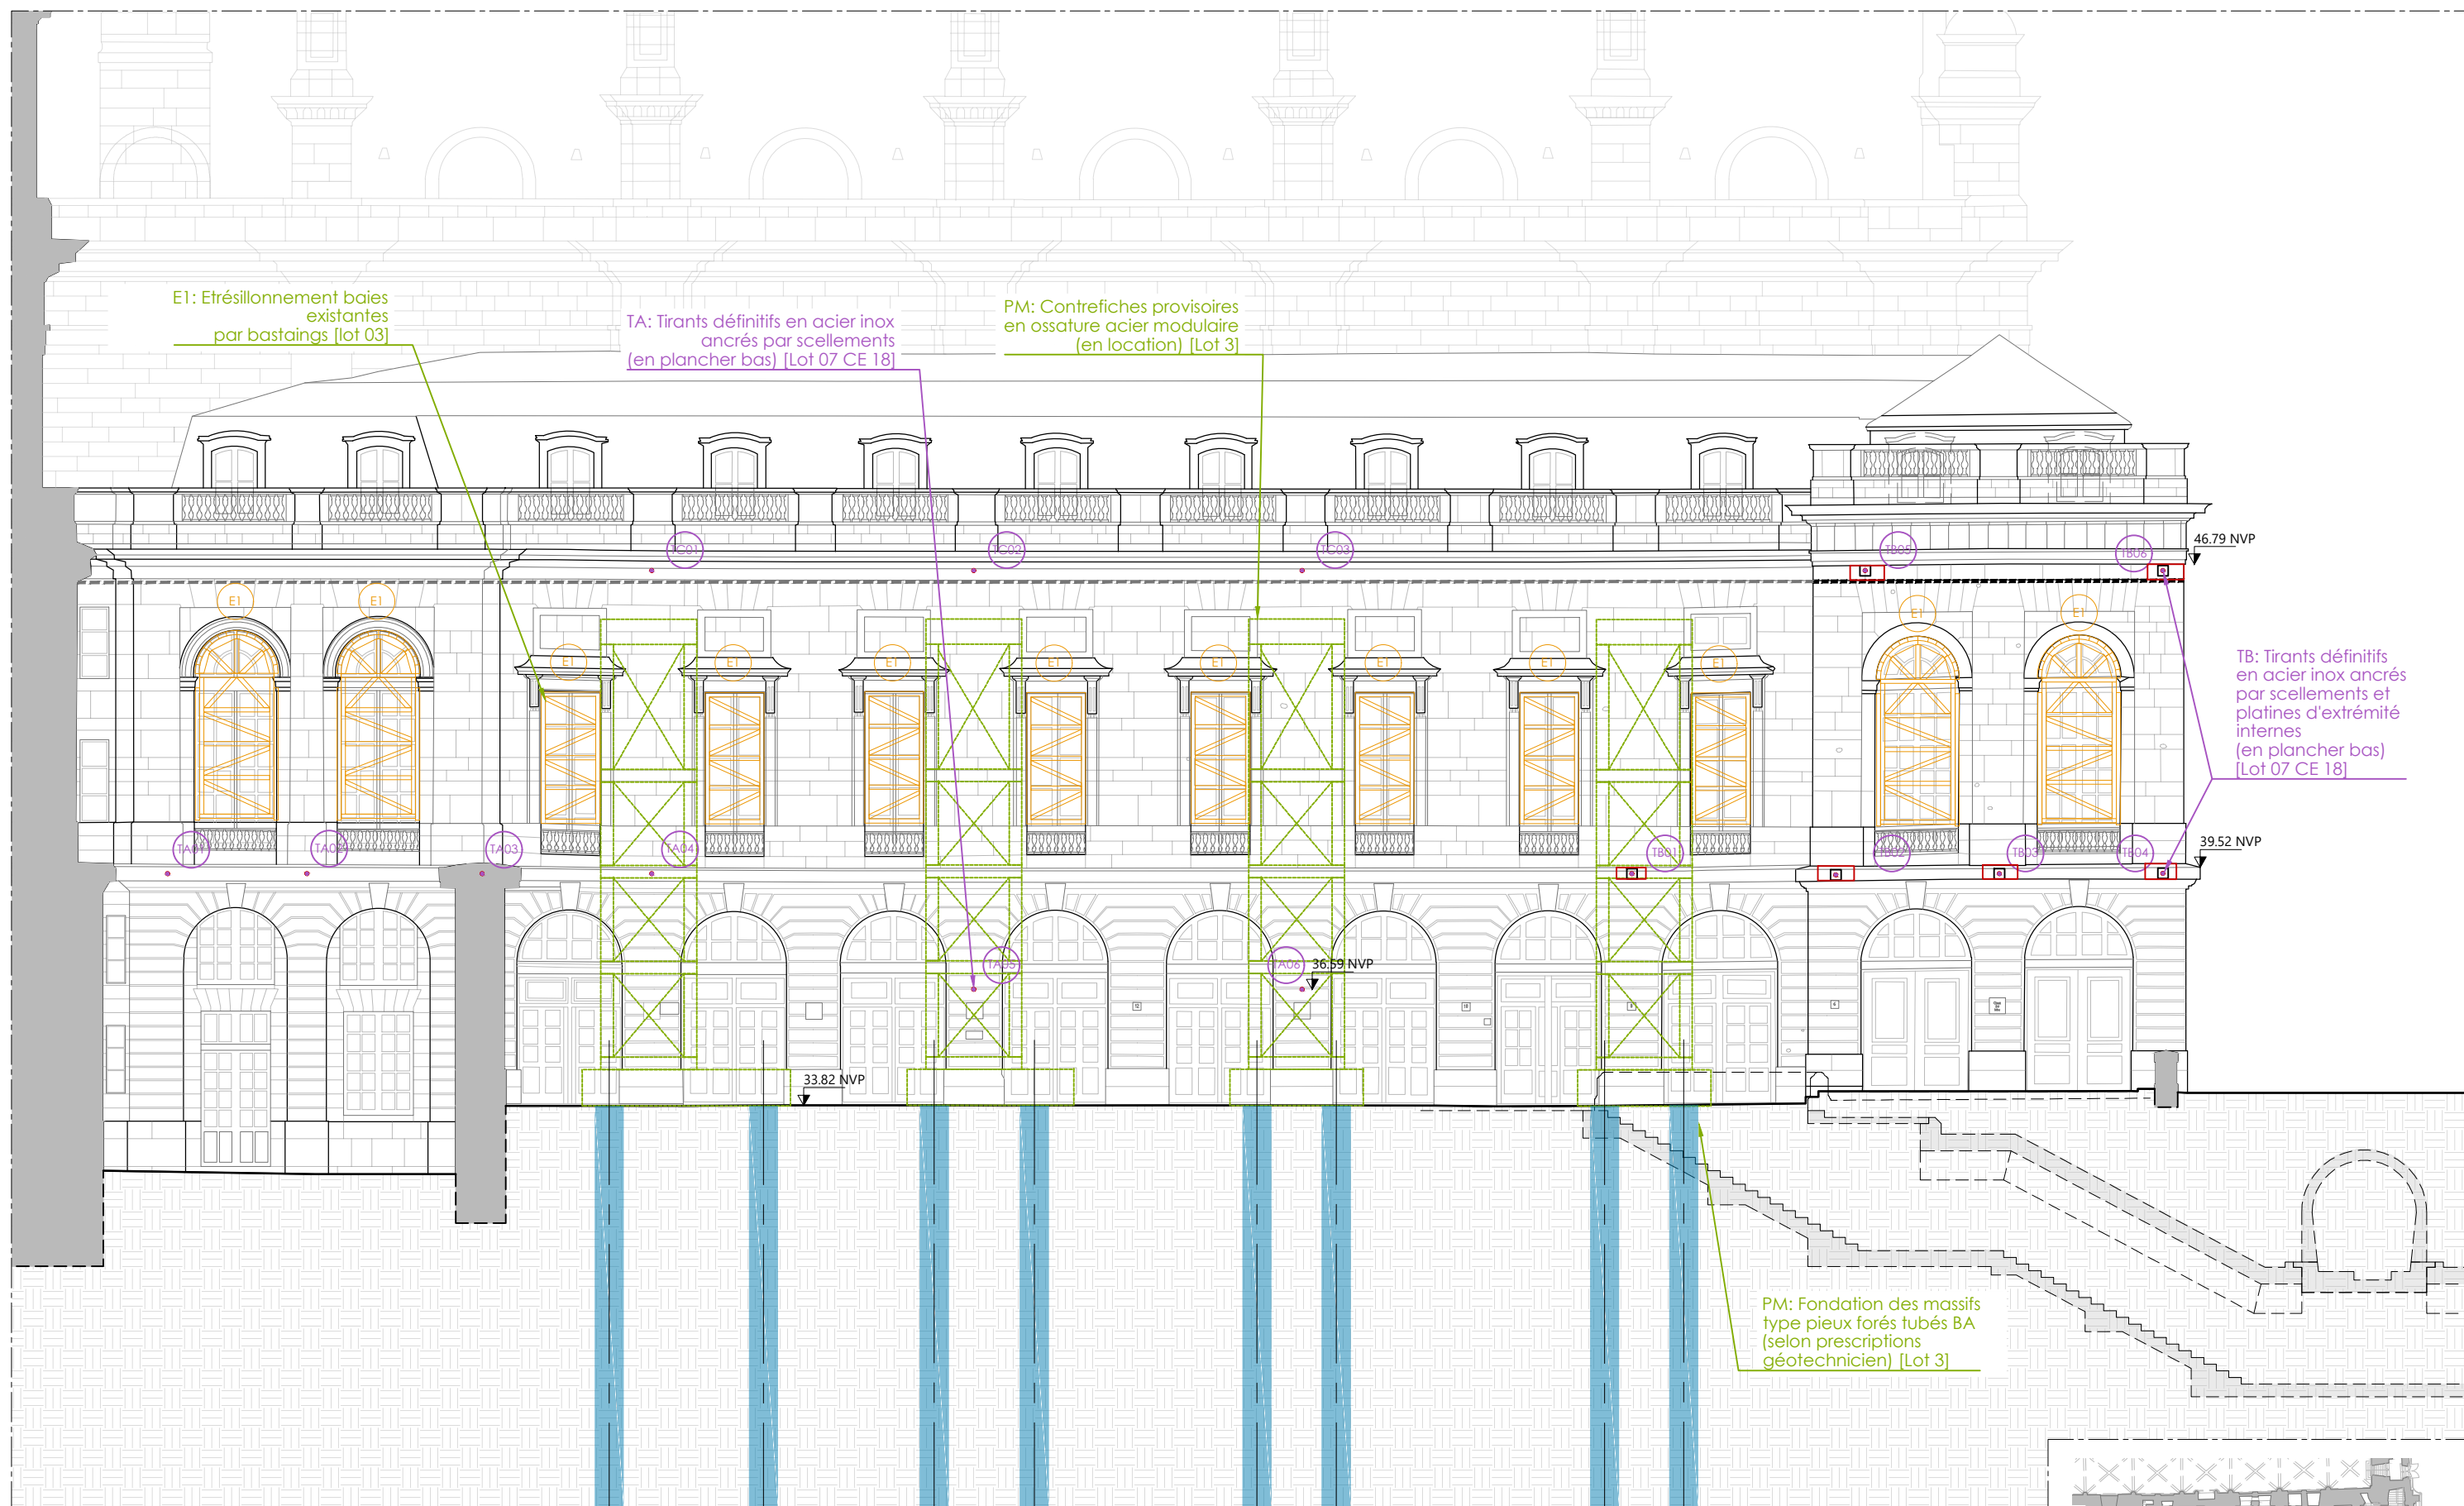 E1: Etrésillonnement baies
existantes
par bastaings [lot 03]
TA: Tirants définitifs en acier inox
ancrés par scellements
(en plancher bas) [Lot 07 CE 18]
PM: Contrefiches provisoires
en ossature acier modulaire
(en location) [Lot 3]
TC01
TC02
TC03
TB05
TB06
46.79 NVP
E1
E1
E1
E1
E1
E1
E1
E1
E1
E1
E1
E1
TB: Tirants définitifs
en acier inox ancrés
par scellements et
platines d'extrémité
internes
(en plancher bas)
[Lot 07 CE 18]
TA01
TA02
TA03
TA04
TB01
TB02
TB03
TB04
39.52 NVP
TA05
TA06
36.59 NVP
12
10
8
6
33.82 NVP
PM: Fondation des massifs
type pieux forés tubés BA
(selon prescriptions
géotechnicien) [Lot 3]